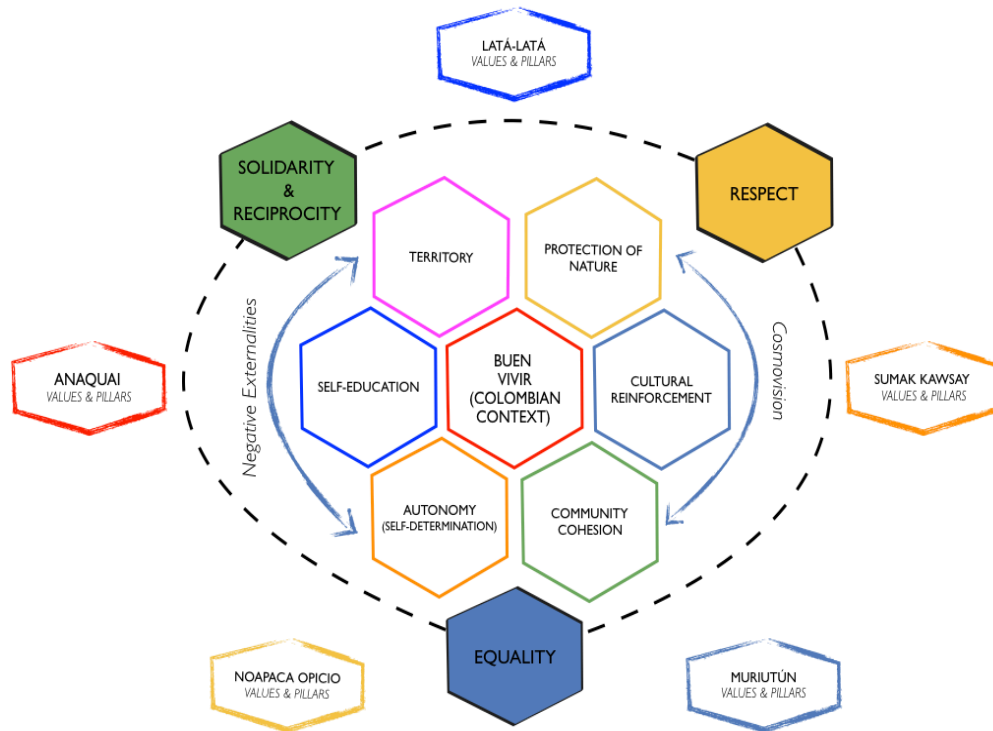 LATÁ-LATÁ
VALUES & PILLARS
SOLIDARITY
&
RECIPROCITY
RESPECT
TERRITORY
PROTECTION OF
NATURE
Negative Externalities
Cosmovision
ANAQUAI
VALUES & PILLARS
SELF-EDUCATION
BUEN
VIVIR
(COLOMBIAN
CONTEXT)
CULTURAL
REINFORCEMENT
SUMAK KAWSAY
VALUES & PILLARS
AUTONOMY
(SELF-DETERMINATION)
COMMUNITY
COHESION
EQUALITY
NOAPACA OPICIO
VALUES & PILLARS
MURIUTÚN
VALUES & PILLARS